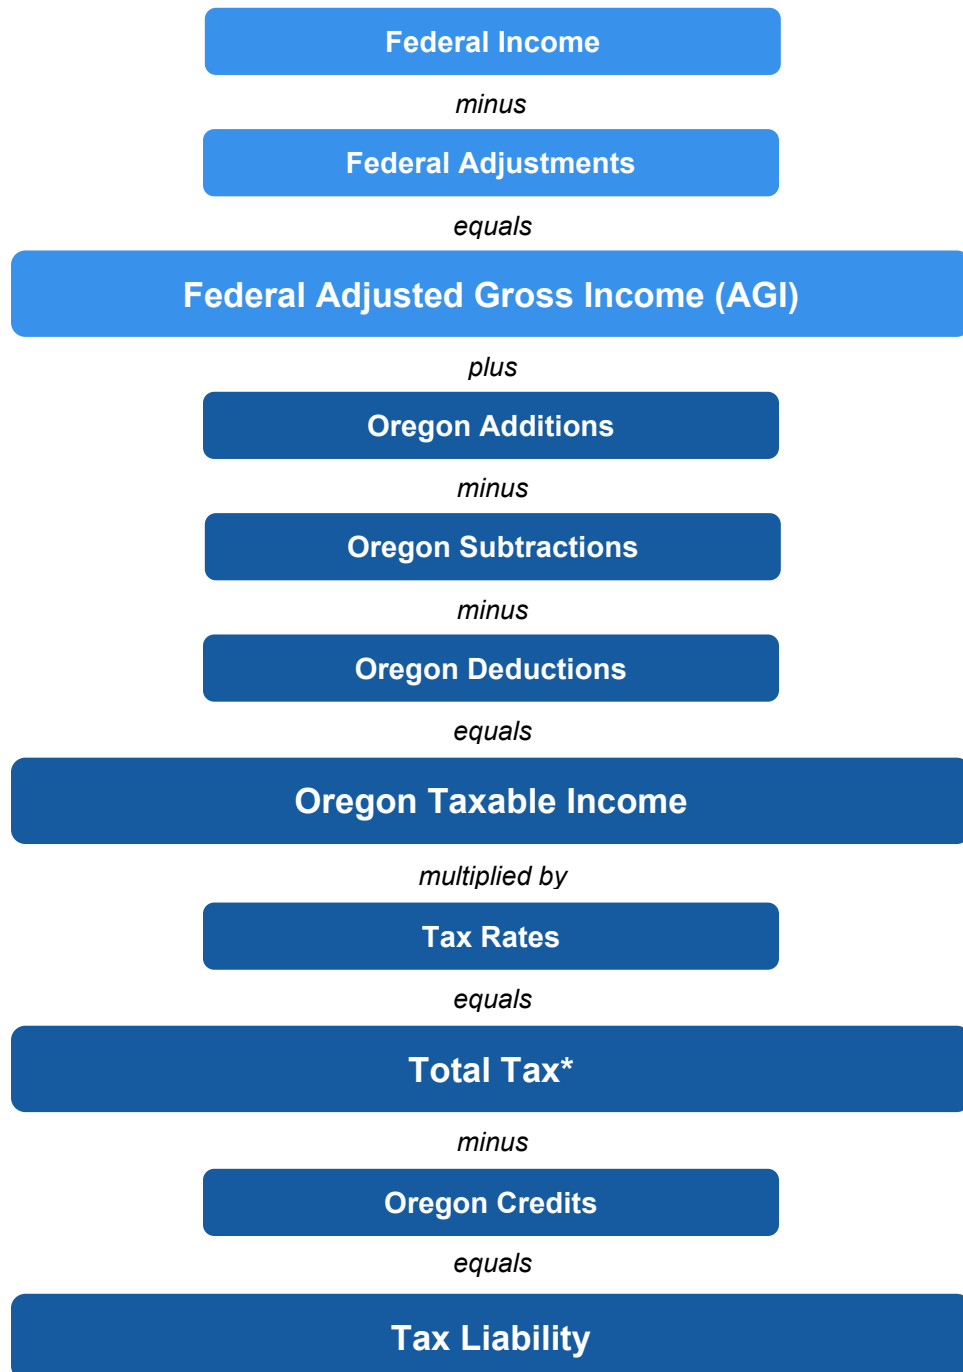 Federal Income
minus
Federal Adjustments
equals
Federal Adjusted Gross Income (AGI)
plus
Oregon Additions
minus
Oregon Subtractions
minus
Oregon Deductions
equals
Oregon Taxable Income
multiplied by
Tax Rates
equals
Total Tax*
minus
Oregon Credits
equals
Tax Liability